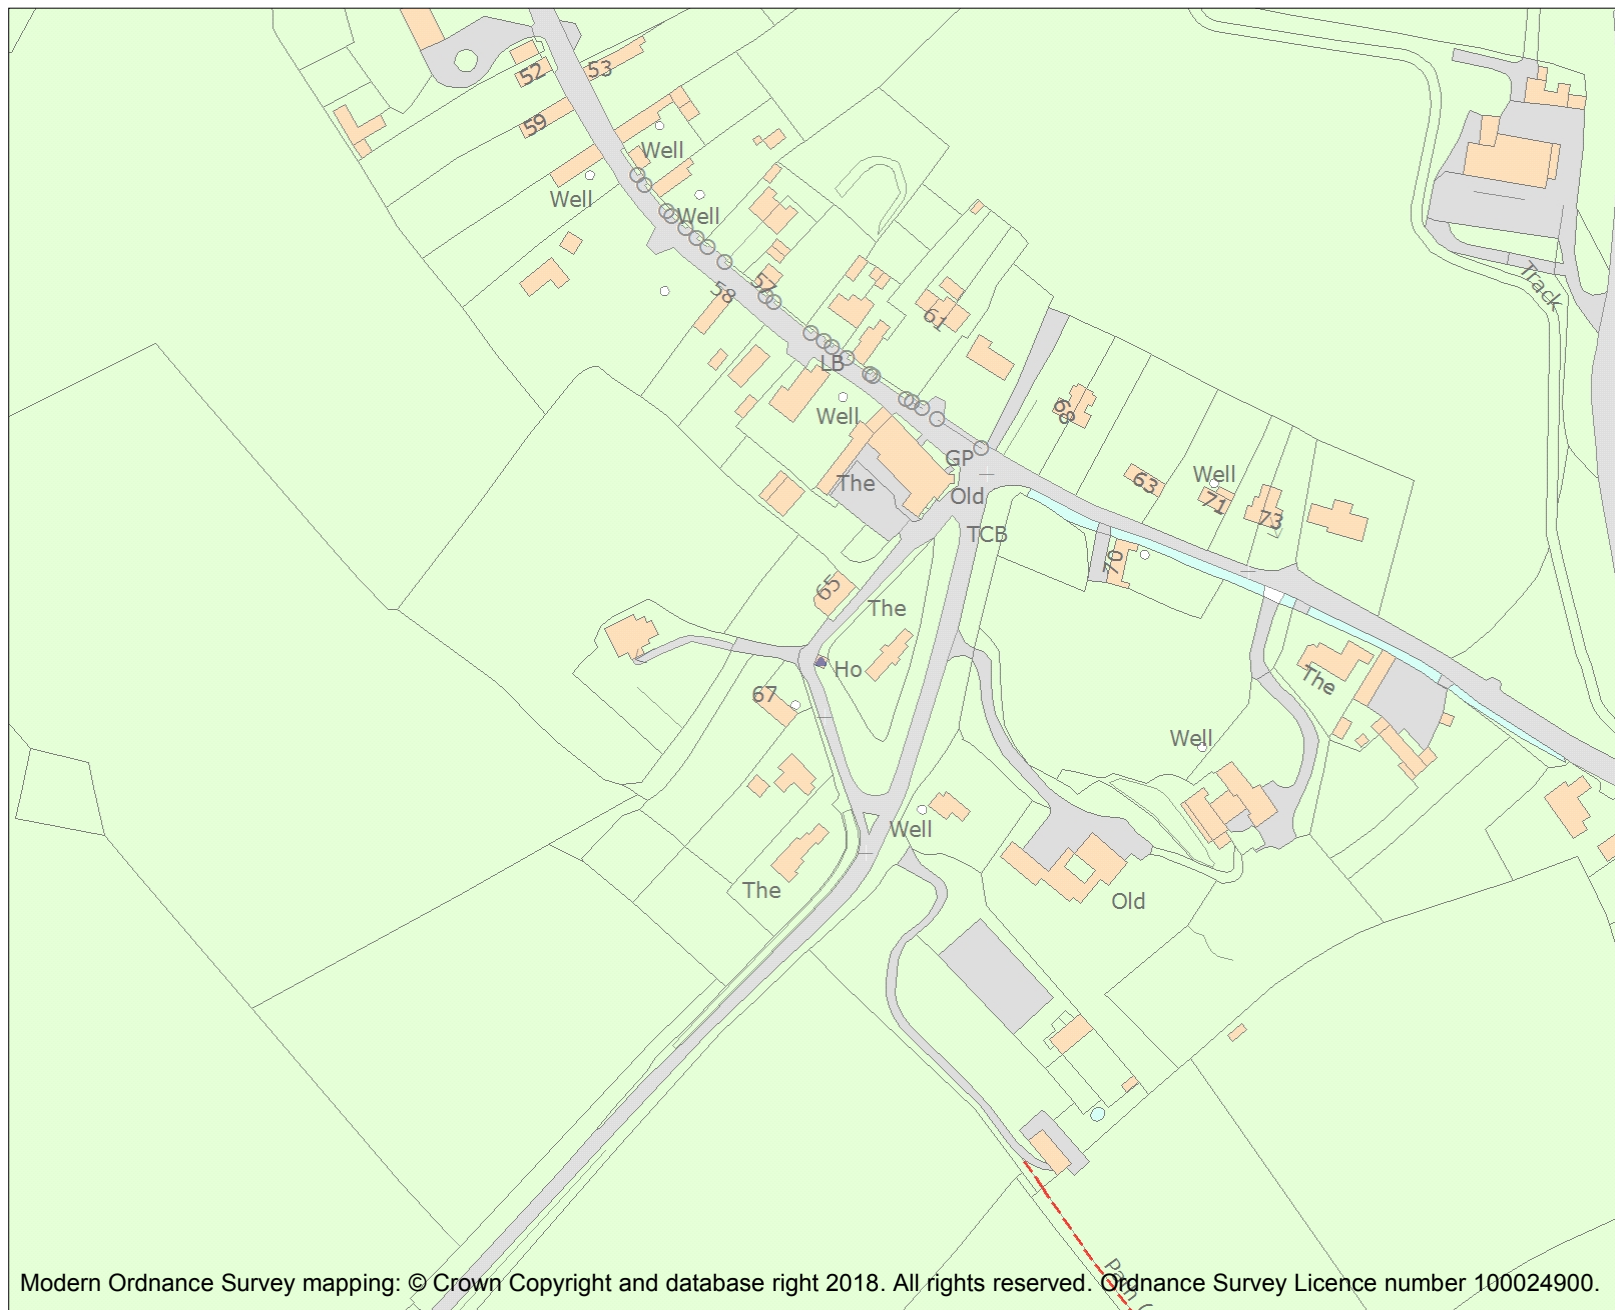 52
53
59
Well
Well
Well
57
58
61
Track
LB
Well
68
GP
The
Old
63
Well
71
73
TCB
70
65
The
Ho
67
The
Well
Well
The
Old
Path
Modern Ordnance Survey mapping: © Crown Copyright and database right 2018. All rights reserved. Ordnance Survey Licence number 100024900.